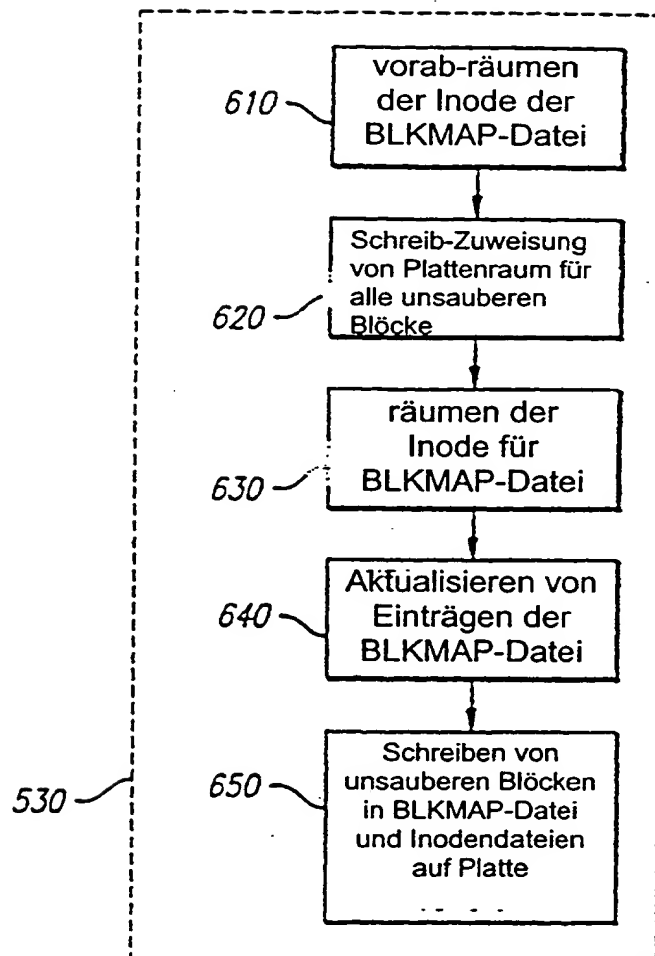 610
vorab-räumen
der Inode der
BLKMAP-Datei
620
Schreib-Zuweisung
von Plattenraum für
alle unsauberen
Blöcke
630
räumen der
Inode für
BLKMAP-Datei
640
Aktualisieren von
Einträgen der
BLKMAP-Datei
530
650
Schreiben von
unsauberen Blöcken
in BLKMAP-Datei
und Inodendateien
auf Platte